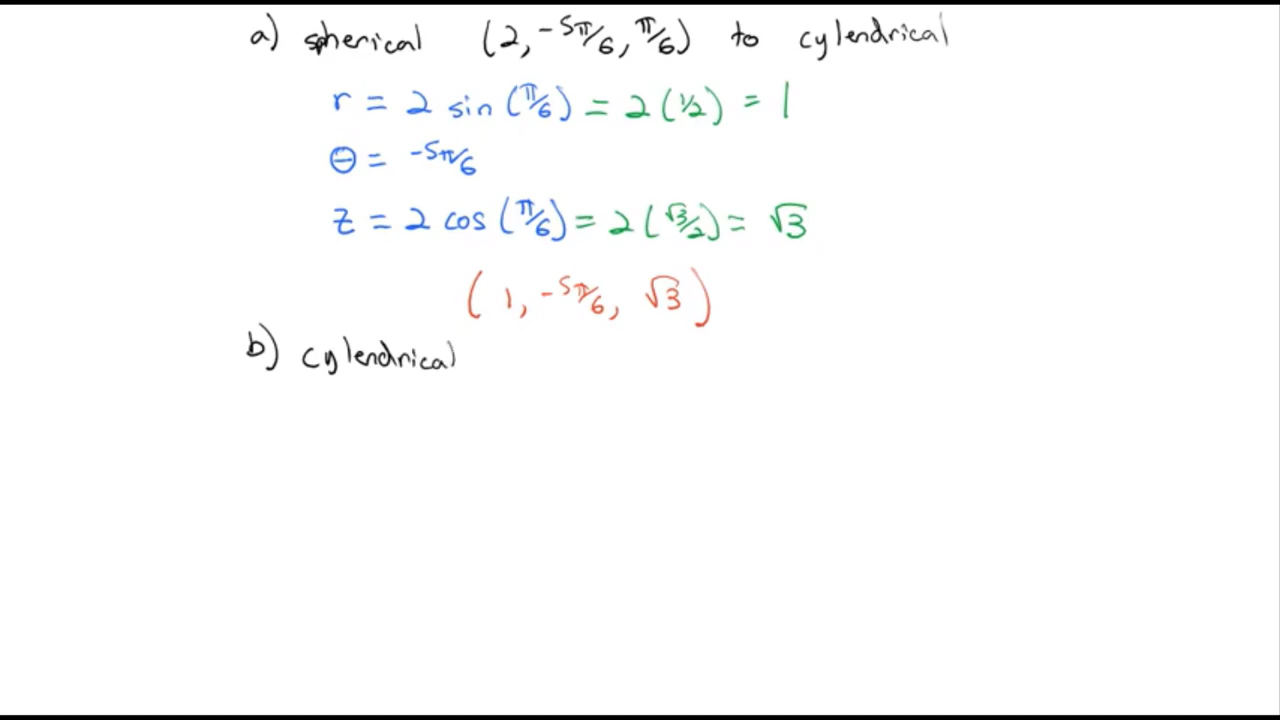 a) spherical (2, -5π/6, π/6) to cylendrical
r = 2 sin (π/6) = 2 (1/2) = 1
θ = -5π/6
z = 2 cos (π/6) = 2 (√3/2) = √3
(1, -5π/6, √3)
b) cylendrical